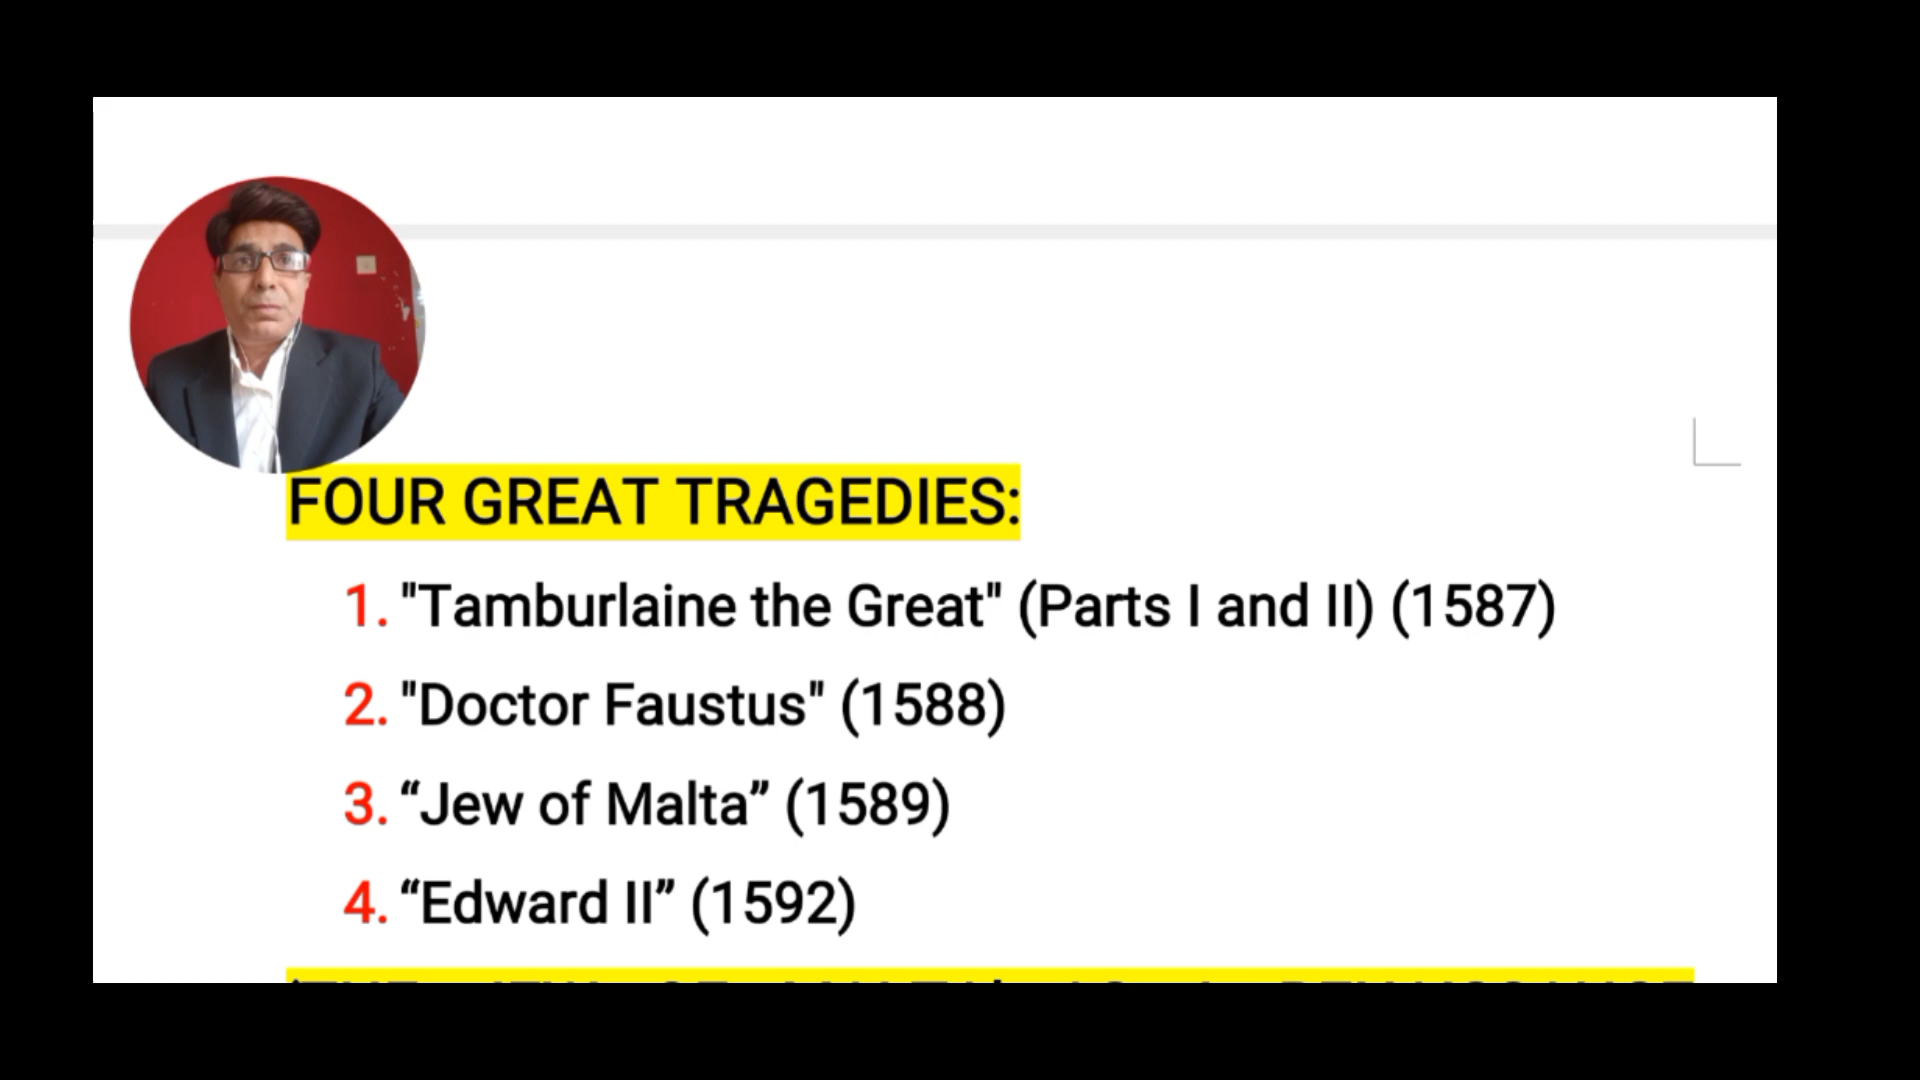 FOUR GREAT TRAGEDIES:
1. "Tamburlaine the Great" (Parts I and II) (1587)
2. "Doctor Faustus" (1588)
3. “Jew of Malta” (1589)
4. “Edward II” (1592)